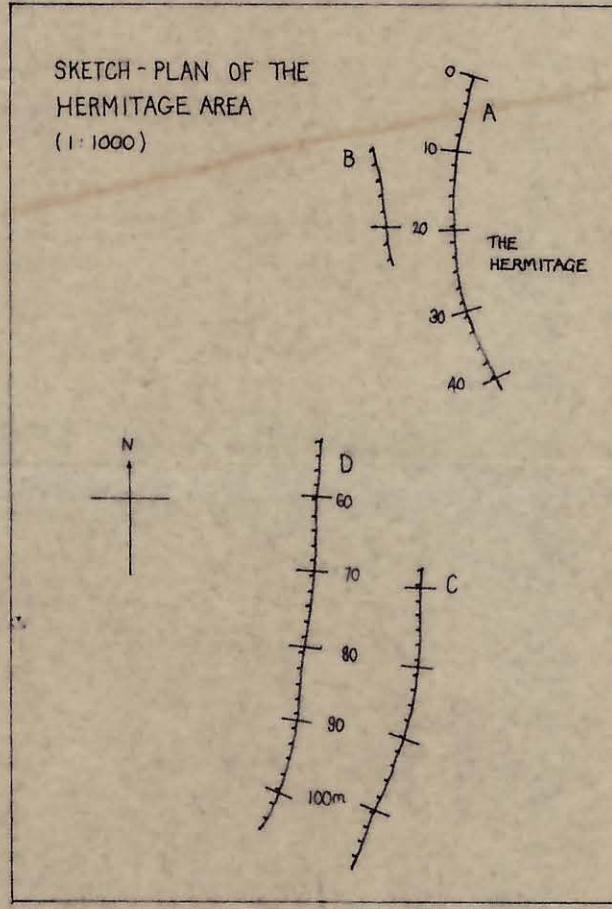 SKETCH-PLAN OF THE
HERMITAGE AREA
(1:1000)
0
A
10
B
20
THE
HERMITAGE
30
40
N
D
60
70
C
80
90
100m